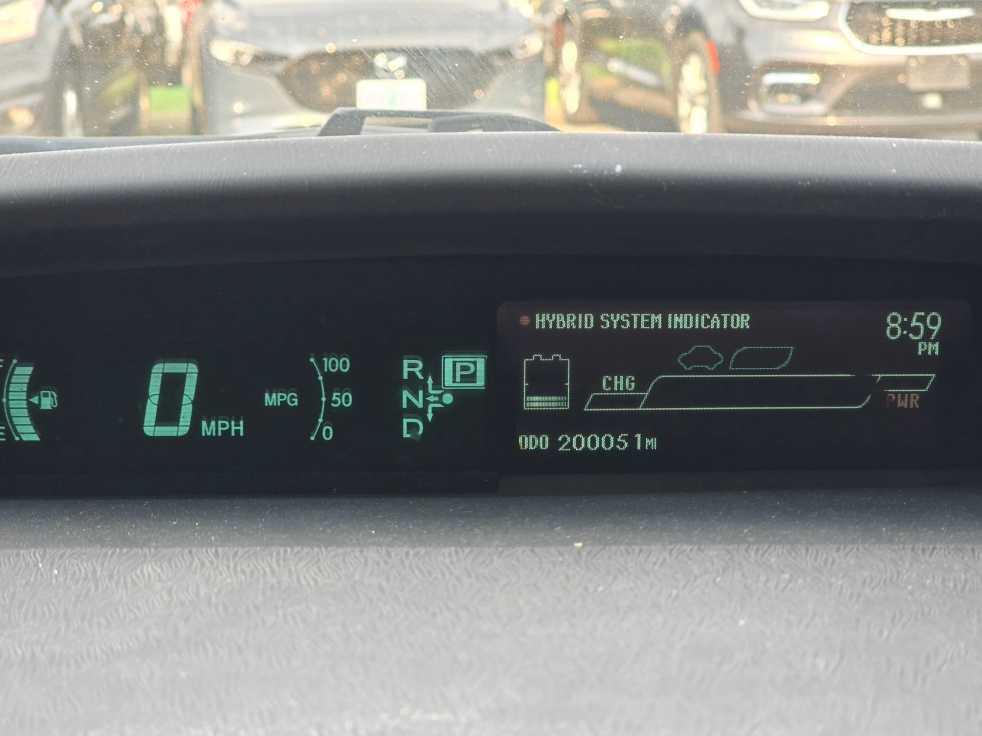 HYBRID SYSTEM INDICATOR
8:59
PM
F
E
0 MPH
MPG
100
50
0
R
N
D
P
CHG
PWR
ODO 200051 MI